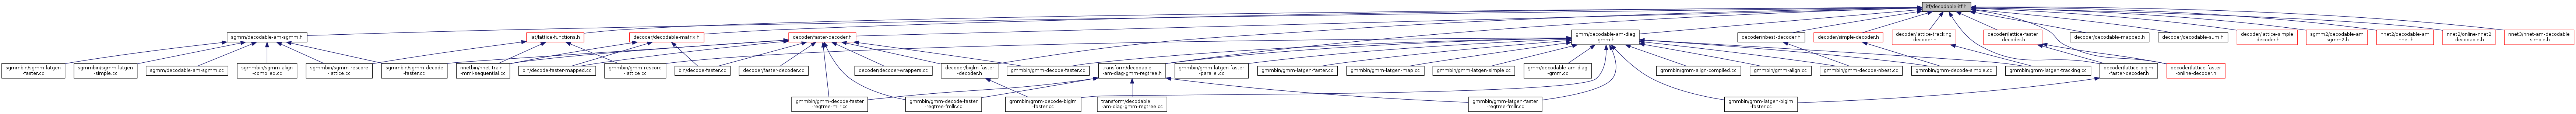 itf/decodable-itf.h
sgmm/decodable-am-sgmm.h
lat/lattice-functions.h
decoder/decodable-matrix.h
decoder/faster-decoder.h
gmm/decodable-am-diag
-gmm.h
decoder/nbest-decoder.h
decoder/simple-decoder.h
decoder/lattice-tracking
-decoder.h
decoder/lattice-faster
-decoder.h
decoder/decodable-mapped.h
decoder/decodable-sum.h
decoder/lattice-simple
-decoder.h
sgmm2/decodable-am
-sgmm2.h
nnet2/decodable-am
-nnet.h
nnet2/online-nnet2
-decodable.h
nnet3/nnet-am-decodable
-simple.h
sgmmbin/sgmm-latgen
-faster.cc
sgmmbin/sgmm-latgen
-simple.cc
sgmm/decodable-am-sgmm.cc
sgmmbin/sgmm-align
-compiled.cc
sgmmbin/sgmm-rescore
-lattice.cc
sgmmbin/sgmm-decode
-faster.cc
nnetbin/nnet-train
-mmi-sequential.cc
bin/decode-faster-mapped.cc
gmmbin/gmm-rescore
-lattice.cc
bin/decode-faster.cc
decoder/faster-decoder.cc
decoder/decoder-wrappers.cc
decoder/biglm-faster
-decoder.h
gmmbin/gmm-decode-faster.cc
transform/decodable
-am-diag-gmm-regtree.h
gmmbin/gmm-latgen-faster
-parallel.cc
gmmbin/gmm-latgen-faster.cc
gmmbin/gmm-latgen-map.cc
gmmbin/gmm-latgen-simple.cc
gmm/decodable-am-diag
-gmm.cc
gmmbin/gmm-align-compiled.cc
gmmbin/gmm-align.cc
gmmbin/gmm-decode-nbest.cc
gmmbin/gmm-decode-simple.cc
gmmbin/gmm-latgen-tracking.cc
decoder/lattice-biglm
-faster-decoder.h
decoder/lattice-faster
-online-decoder.h
gmmbin/gmm-decode-faster
-regtree-mllr.cc
gmmbin/gmm-decode-faster
-regtree-fmllr.cc
gmmbin/gmm-decode-biglm
-faster.cc
transform/decodable
-am-diag-gmm-regtree.cc
gmmbin/gmm-latgen-faster
-regtree-fmllr.cc
gmmbin/gmm-latgen-biglm
-faster.cc